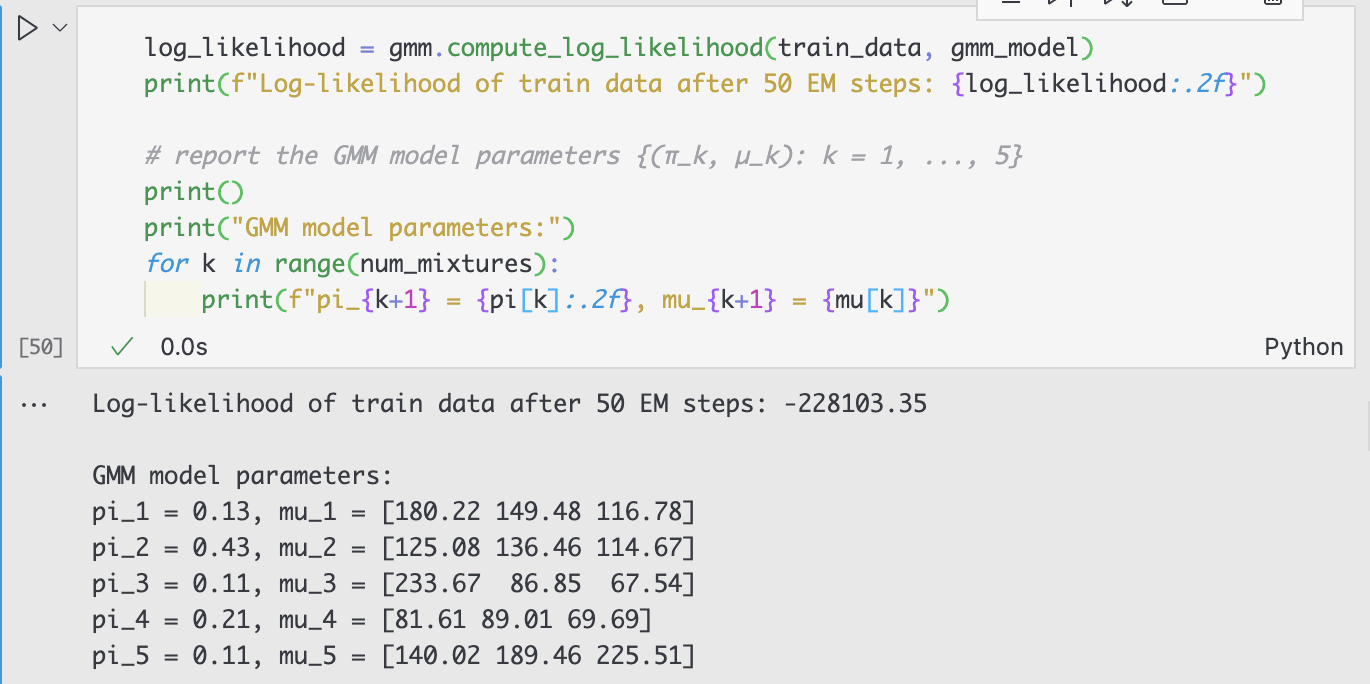 log_likelihood = gmm.compute_log_likelihood(train_data, gmm_model)
print(f"Log-likelihood of train data after 50 EM steps: {log_likelihood:.2f}")
# report the GMM model parameters {(π_k, μ_k): k = 1, ..., 5}
print()
print("GMM model parameters:")
for k in range(num_mixtures):
    print(f"pi_{k+1} = {pi[k]:.2f}, mu_{k+1} = {mu[k]}")
[50] 0.0s Python
Log-likelihood of train data after 50 EM steps: -228103.35
GMM model parameters:
pi_1 = 0.13, mu_1 = [180.22 149.48 116.78]
pi_2 = 0.43, mu_2 = [125.08 136.46 114.67]
pi_3 = 0.11, mu_3 = [233.67  86.85  67.54]
pi_4 = 0.21, mu_4 = [81.61 89.01 69.69]
pi_5 = 0.11, mu_5 = [140.02 189.46 225.51]